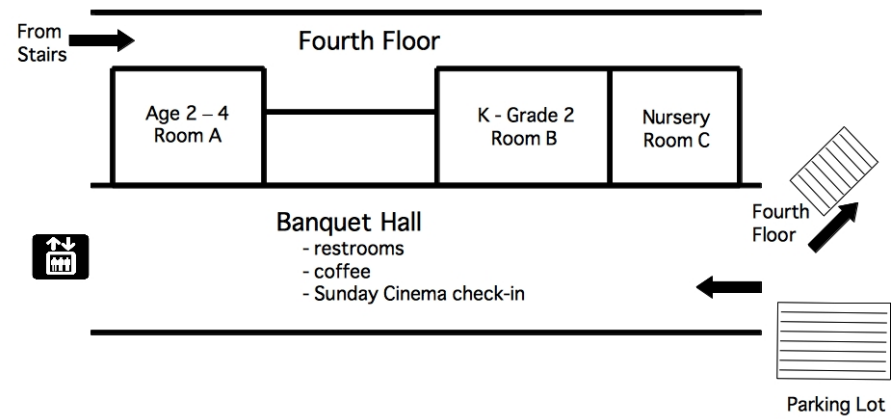 From
Stairs
Fourth Floor
Age 2 – 4
Room A
K - Grade 2
Room B
Nursery
Room C
Banquet Hall
- restrooms
- coffee
- Sunday Cinema check-in
Fourth
Floor
Parking Lot